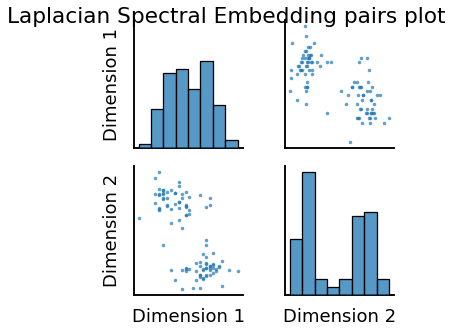 Laplacian Spectral Embedding pairs plot
Dimension 1
Dimension 2
Dimension 1
Dimension 2